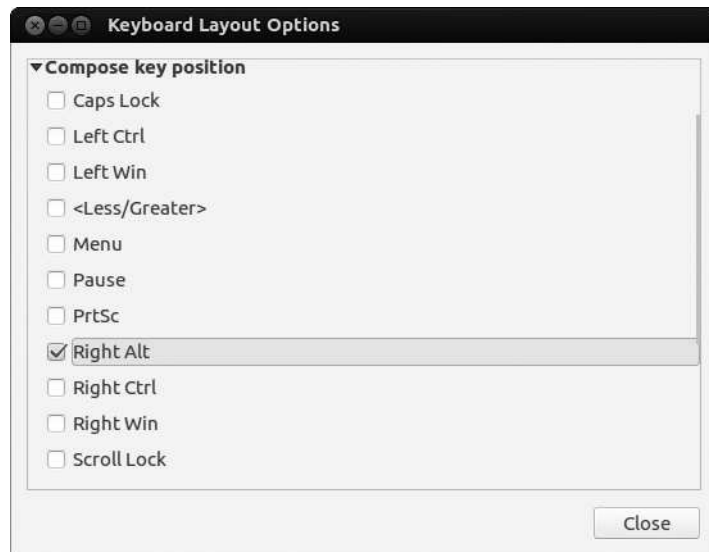 Keyboard Layout Options
Compose key position
Caps Lock
Left Ctrl
Left Win
<Less/Greater>
Menu
Pause
PrtSc
Right Alt
Right Ctrl
Right Win
Scroll Lock
Close